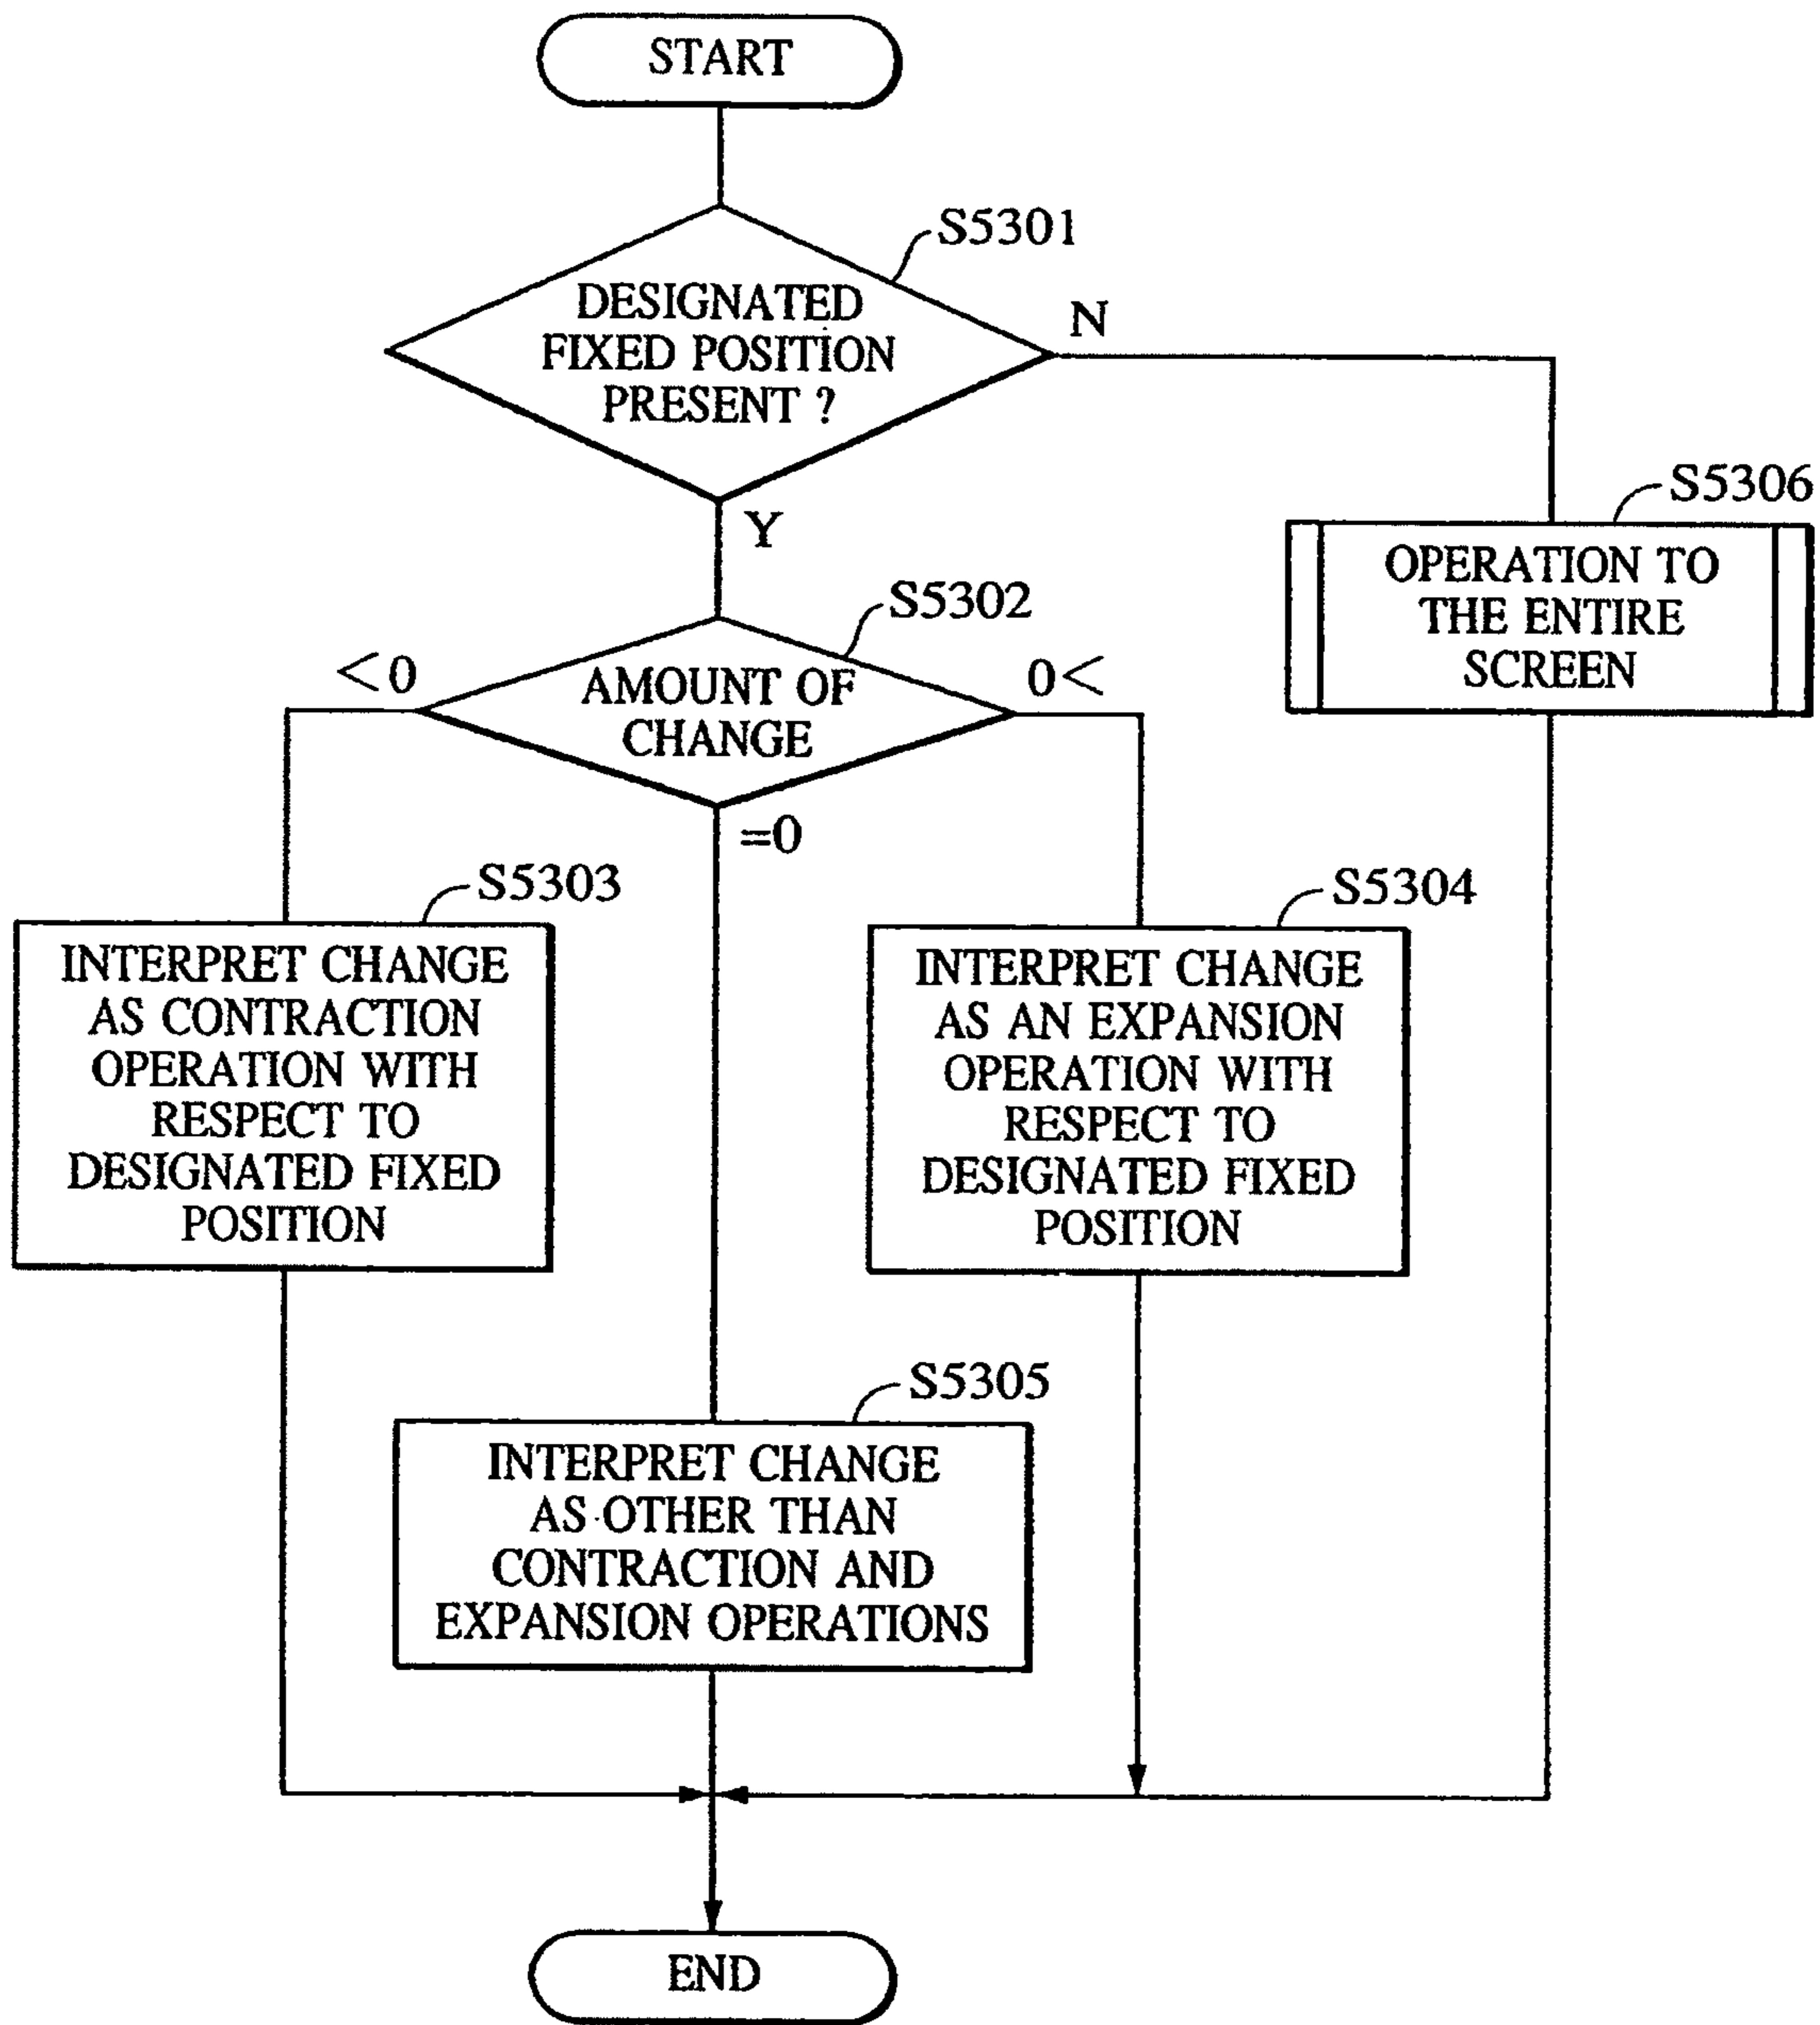 START
S5301
DESIGNATED
FIXED POSITION
PRESENT ?
N
Y
S5306
OPERATION TO
THE ENTIRE
SCREEN
S5302
<0
AMOUNT OF
CHANGE
0<
=0
S5303
INTERPRET CHANGE
AS CONTRACTION
OPERATION WITH
RESPECT TO
DESIGNATED FIXED
POSITION
S5304
INTERPRET CHANGE
AS AN EXPANSION
OPERATION WITH
RESPECT TO
DESIGNATED FIXED
POSITION
S5305
INTERPRET CHANGE
AS OTHER THAN
CONTRACTION AND
EXPANSION OPERATIONS
END